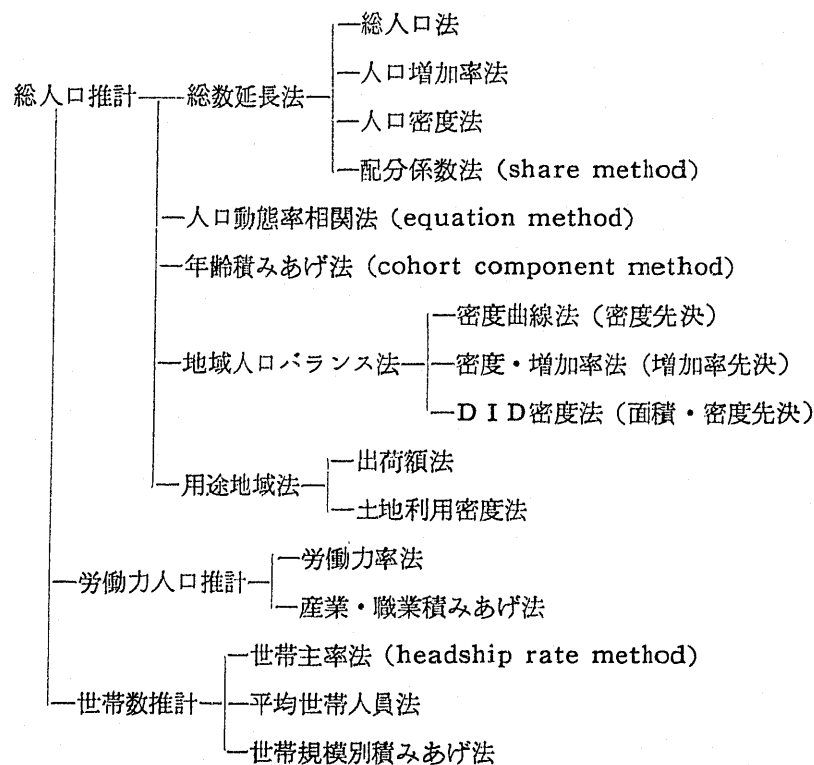 総人口法
人口増加率法
総人口推計 総数延長法
人口密度法
配分係数法 (share method)
人口動態率相関法 (equation method)
年齢積みあげ法 (cohort component method)
密度曲線法 (密度先決)
地域人口バランス法 密度・増加率法 (増加率先決)
DID密度法 (面積・密度先決)
出荷額法
用途地域法
土地利用密度法
労働力率法
労働力人口推計
産業・職業積みあげ法
世帯主率法 (headship rate method)
世帯数推計 平均世帯人員法
世帯規模別積みあげ法